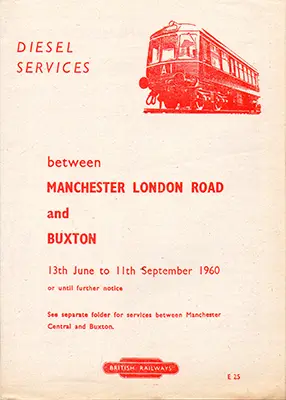 DIESEL
SERVICES
A
between
MANCHESTER LONDON ROAD
and
BUXTON
13th June to 11th September 1960
or until further notice
See separate folder for services between Manchester
Central and Buxton.
BRITISH RAILWAYS
E 25